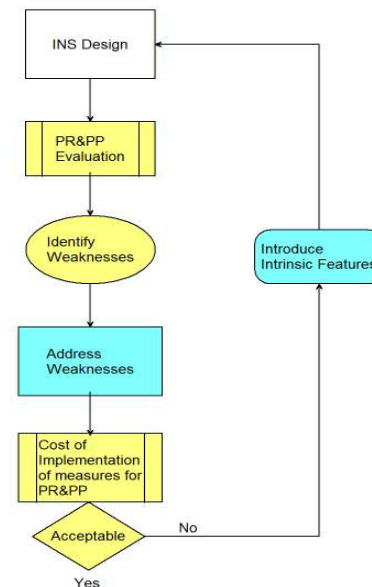 INS Design
PR&PP
Evaluation
Identify
Weaknesses
Introduce
Intrinsic Features
Address
Weaknesses
Cost of
Implementation
of measures for
PR&PP
Acceptable
No
Yes